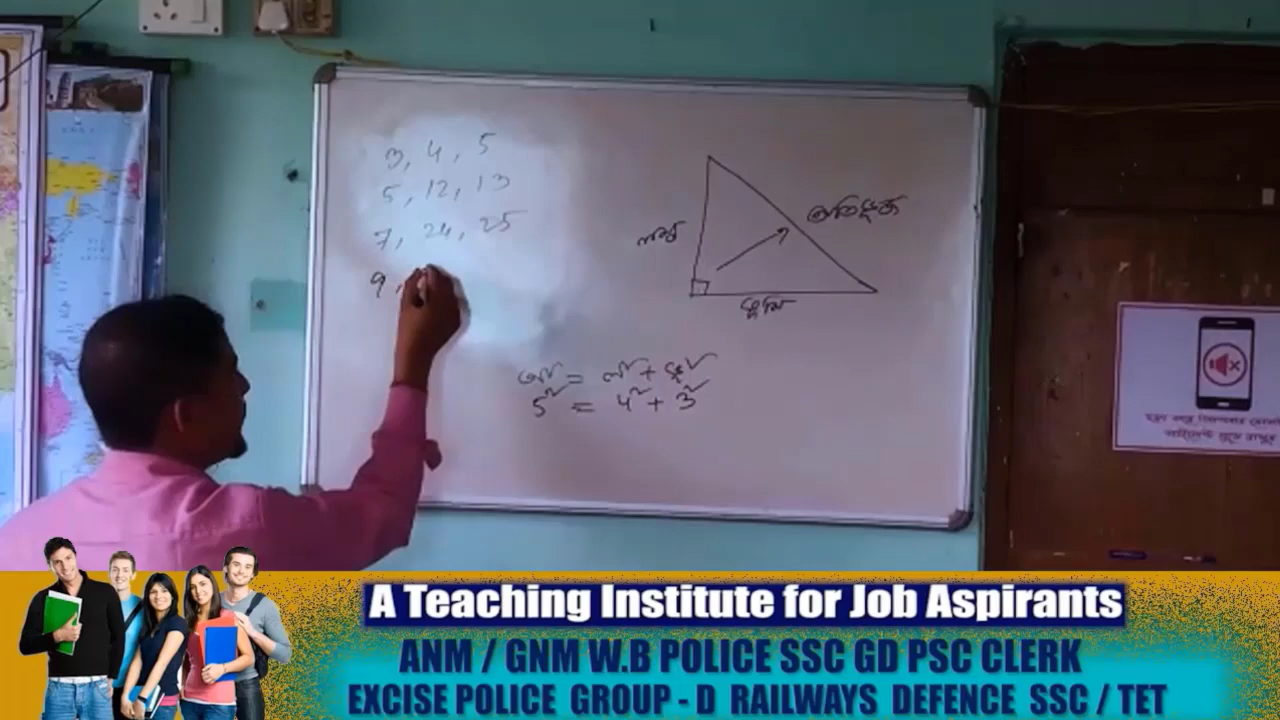 3, 4, 5
5, 12, 13
7, 24, 25
9,
লম্ব
অতিভুজ
ভূমি
অ² = ল² + ভূ²
5² = 4² + 3²
A Teaching Institute for Job Aspirants
ANM / GNM W.B POLICE SSC GD PSC CLERK
EXCISE POLICE GROUP - D RAILWAYS DEFENCE SSC / TET